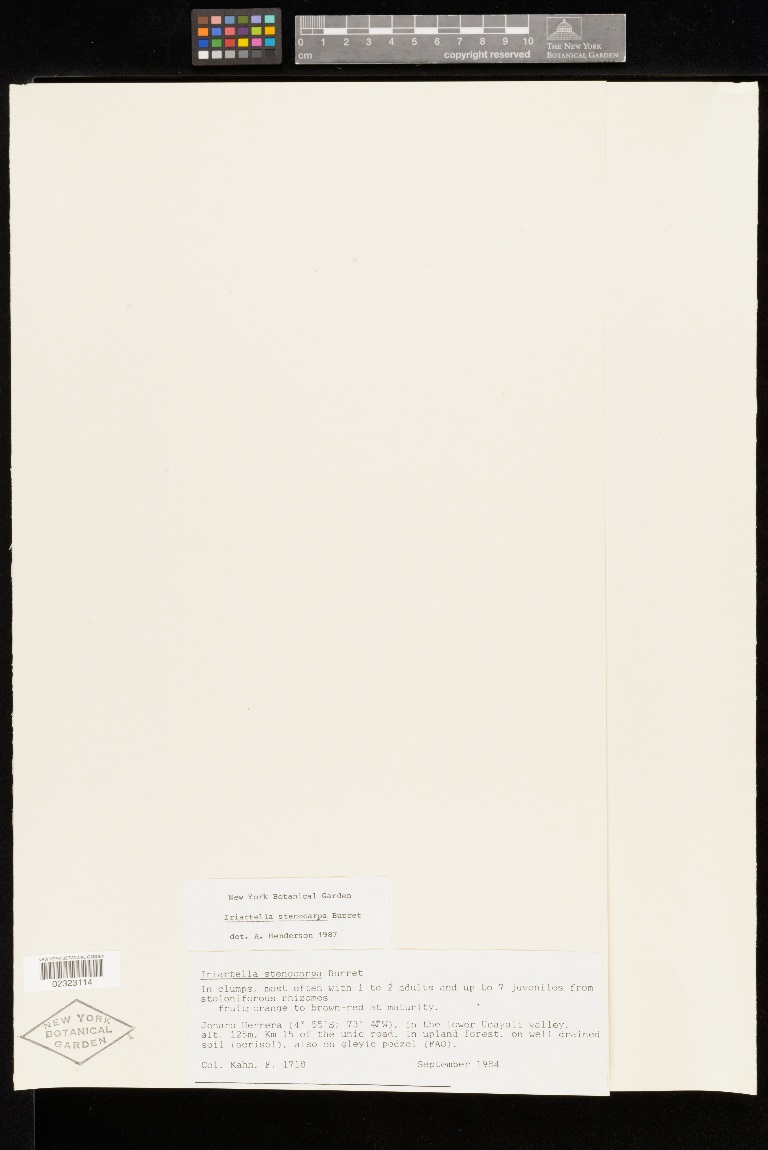 0 1 2 3 4 5 6 7 8 9 10
cm
copyright reserved
THE NEW YORK
BOTANICAL GARDEN
New York Botanical Garden
Iriartella stenocarpa Burret
det. A. Henderson 1987
NEW YORK BOTANICAL GARDEN
02323114
NEW YORK
BOTANICAL
GARDEN
Iriartella stenocarpa Burret
In clumps, most often with 1 to 2 adults and up to 7 juveniles from
stoloniferous rhizomes.
fruit orange to brown-red at maturity.
Jenaro Herrera (4° 55'S; 73° in the lower Ucayali valley,
alt. 125m, Km 15 of the unic road. In upland forest, on well drained
soil (acrisol), also on gleyic podzol (FAO).
Col. Kahn, F. 1718 September 1984